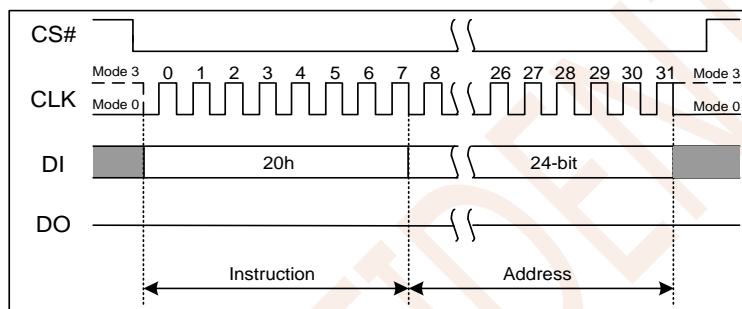 CS#
Mode 3 0 1 2 3 4 5 6 7 8 26 27 28 29 30 31 Mode 3
CLK
Mode 0 Mode 0
DI 20h 24-bit
DO
Instruction Address